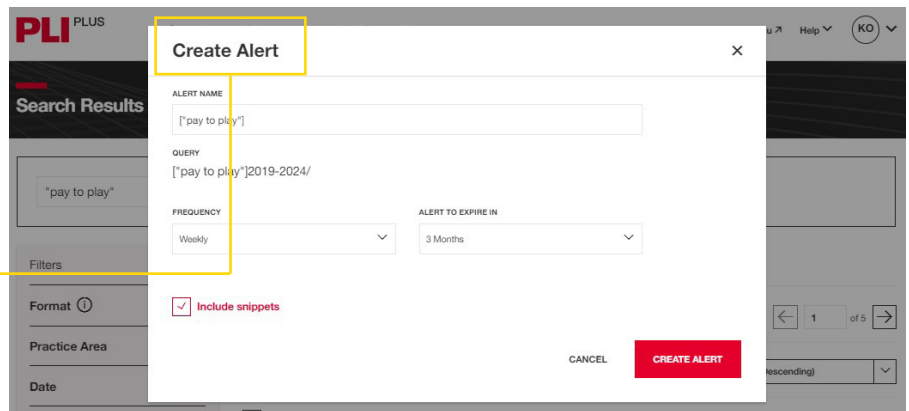 PLI PLUS
u Help KO
Create Alert
Search Results
ALERT NAME
["pay to play"]
QUERY
["pay to play"]2019-2024/
"pay to play"
FREQUENCY
ALERT TO EXPIRE IN
Weekly
3 Months
Filters
Format
Include snippets
1 of 5
Practice Area
CANCEL
CREATE ALERT
Descending)
Date